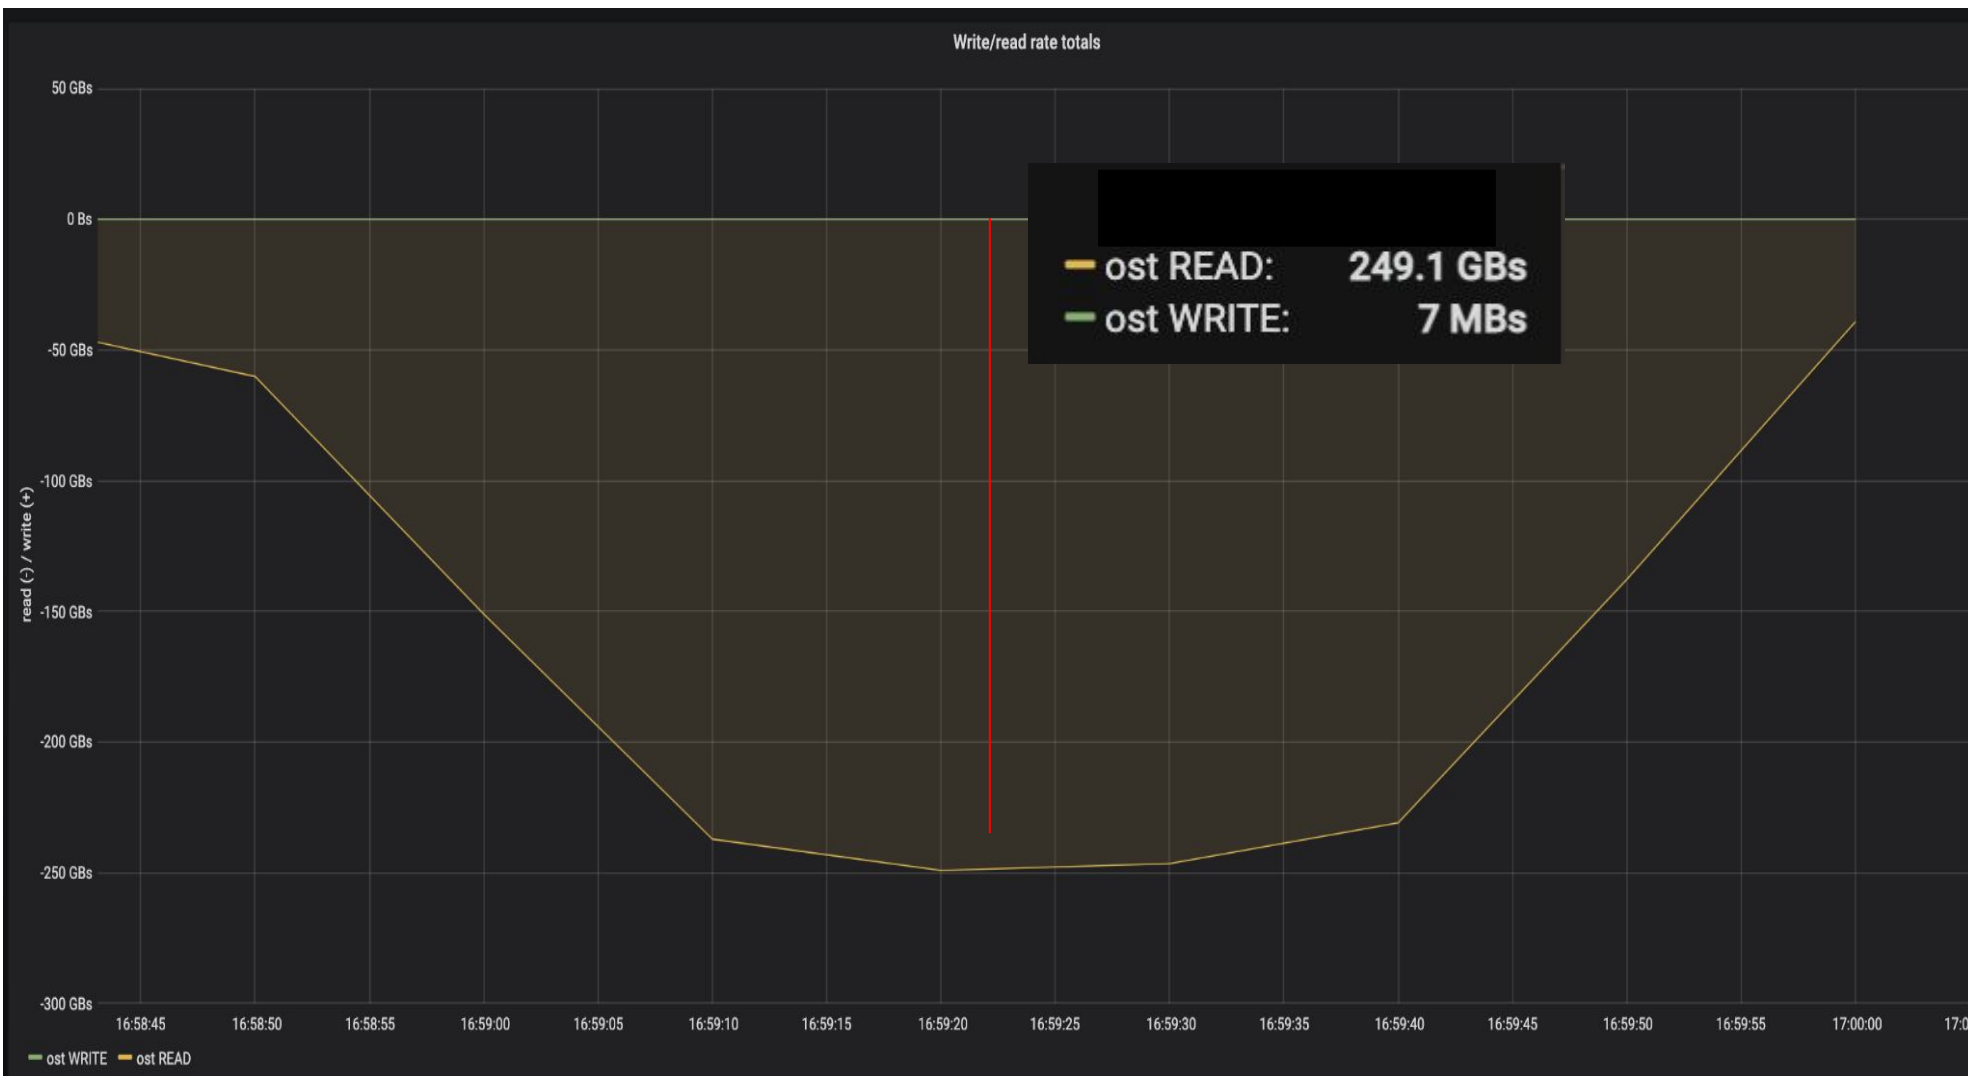 Write/read rate totals
50 GBs
0 Bs
-50 GBs
-100 GBs
-150 GBs
-200 GBs
-250 GBs
-300 GBs
read (-) / write (+)
ost READ: 249.1 GBs
ost WRITE: 7 MBs
16:58:45 16:58:50 16:58:55 16:59:00 16:59:05 16:59:10 16:59:15 16:59:20 16:59:25 16:59:30 16:59:35 16:59:40 16:59:45 16:59:50 16:59:55 17:00:00 17:0
ost WRITE ost READ